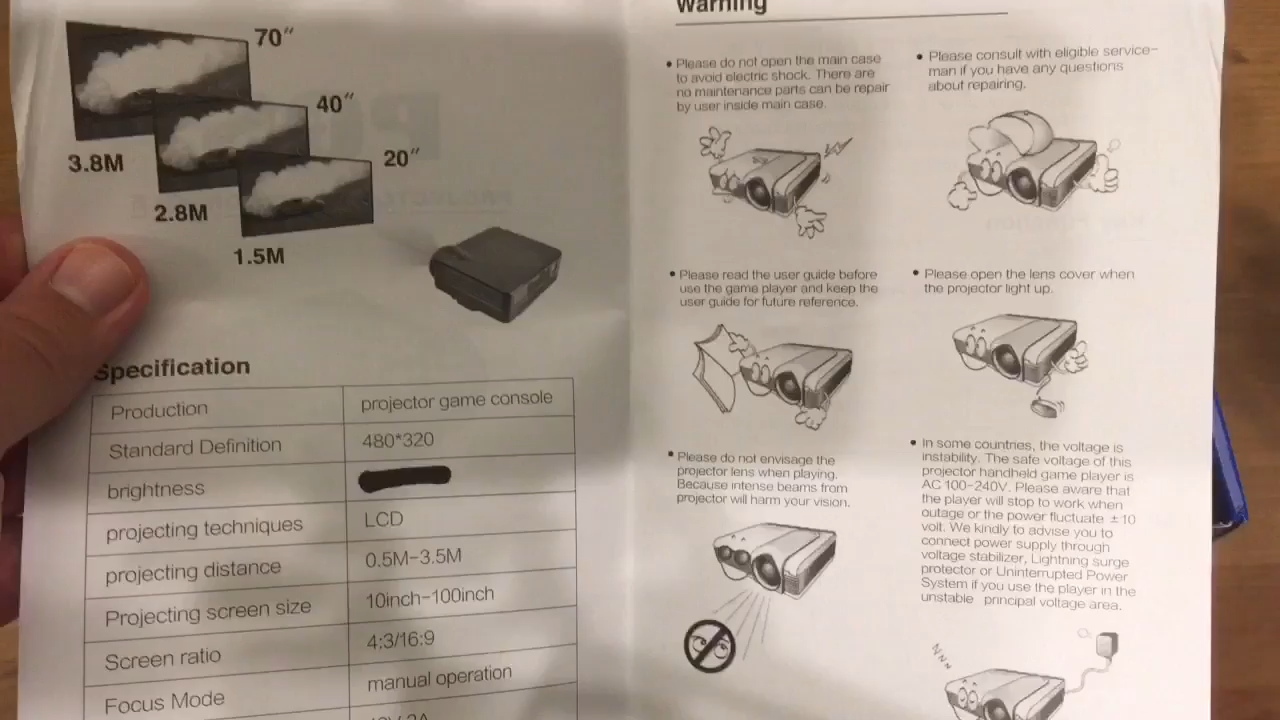 70"
40"
20"
3.8M
2.8M
1.5M
Specification
Production projector game console
Standard Definition 480*320
brightness
projecting techniques LCD
projecting distance 0.5M-3.5M
Projecting screen size 10inch-100inch
Screen ratio 4:3/16:9
Focus Mode manual operation
Warning
• Please do not open the main case
to avoid electric shock. There are
no maintenance parts can be repair
by user inside main case.
• Please consult with eligible service-
man if you have any questions
about repairing.
• Please read the user guide before
use the game player and keep the
user guide for future reference.
• Please open the lens cover when
the projector light up.
• Please do not envisage the
projector lens when playing.
Because intense beams from
projector will harm your vision.
• In some countries, the voltage is
instability. The safe voltage of this
projector handheld game player is
AC 100-240V. Please aware that
the player will stop to work when
outage or the power fluctuate ±10
volt. We kindly to advise you to
connect power supply through
voltage stabilizer, Lightning surge
protector or Uninterrupted Power
System if you use the player in the
unstable principal voltage area.
NNN